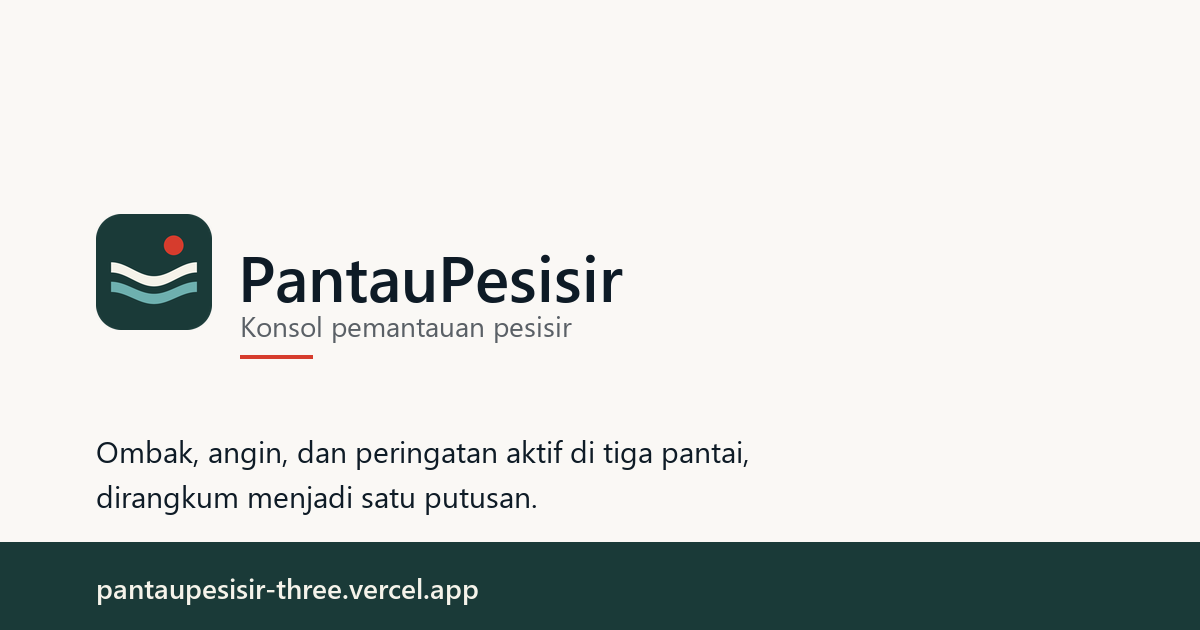 PantauPesisir
Konsol pemantauan pesisir
Ombak, angin, dan peringatan aktif di tiga pantai,
dirangkum menjadi satu putusan.
pantaupesisir-three.vercel.app